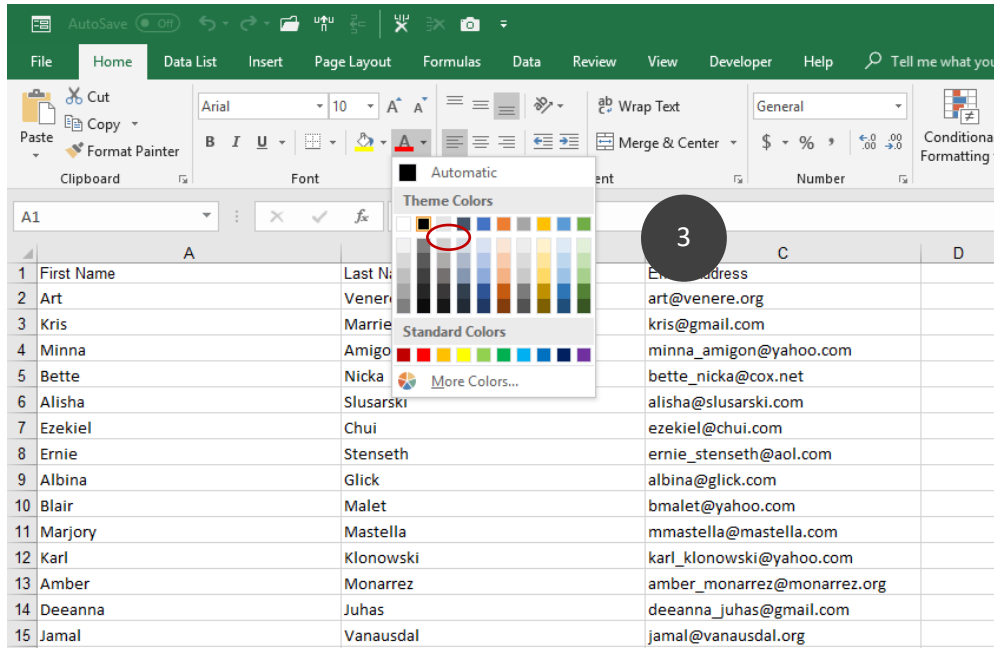 AutoSave Off
File Home Data List Insert Page Layout Formulas Data Review View Developer Help Tell me what you
Cut
Copy
Format Painter
Paste
Clipboard
Arial 10 A A
B I U A
Font
ab Wrap Text
Merge & Center
ent
General
$ % , .00
Number
Conditiona
Formatting
Automatic
Theme Colors
Standard Colors
More Colors...
A1 fx
3
A C D
1 First Name Last Na dress
2 Art Vener art@venere.org
3 Kris Marrie kris@gmail.com
4 Minna Amigo minna_amigon@yahoo.com
5 Bette Nicka bette_nicka@cox.net
6 Alisha Slusarski alisha@slusarski.com
7 Ezekiel Chui ezekiel@chui.com
8 Ernie Stenseth ernie_stenseth@aol.com
9 Albina Glick albina@glick.com
10 Blair Malet bmalet@yahoo.com
11 Marjory Mastella mmastella@mastella.com
12 Karl Klonowski karl_klonowski@yahoo.com
13 Amber Monarrez amber_monarrez@monarrez.org
14 Deeanna Juhas deeanna_juhas@gmail.com
15 Jamal Vanausdal jamal@vanausdal.org